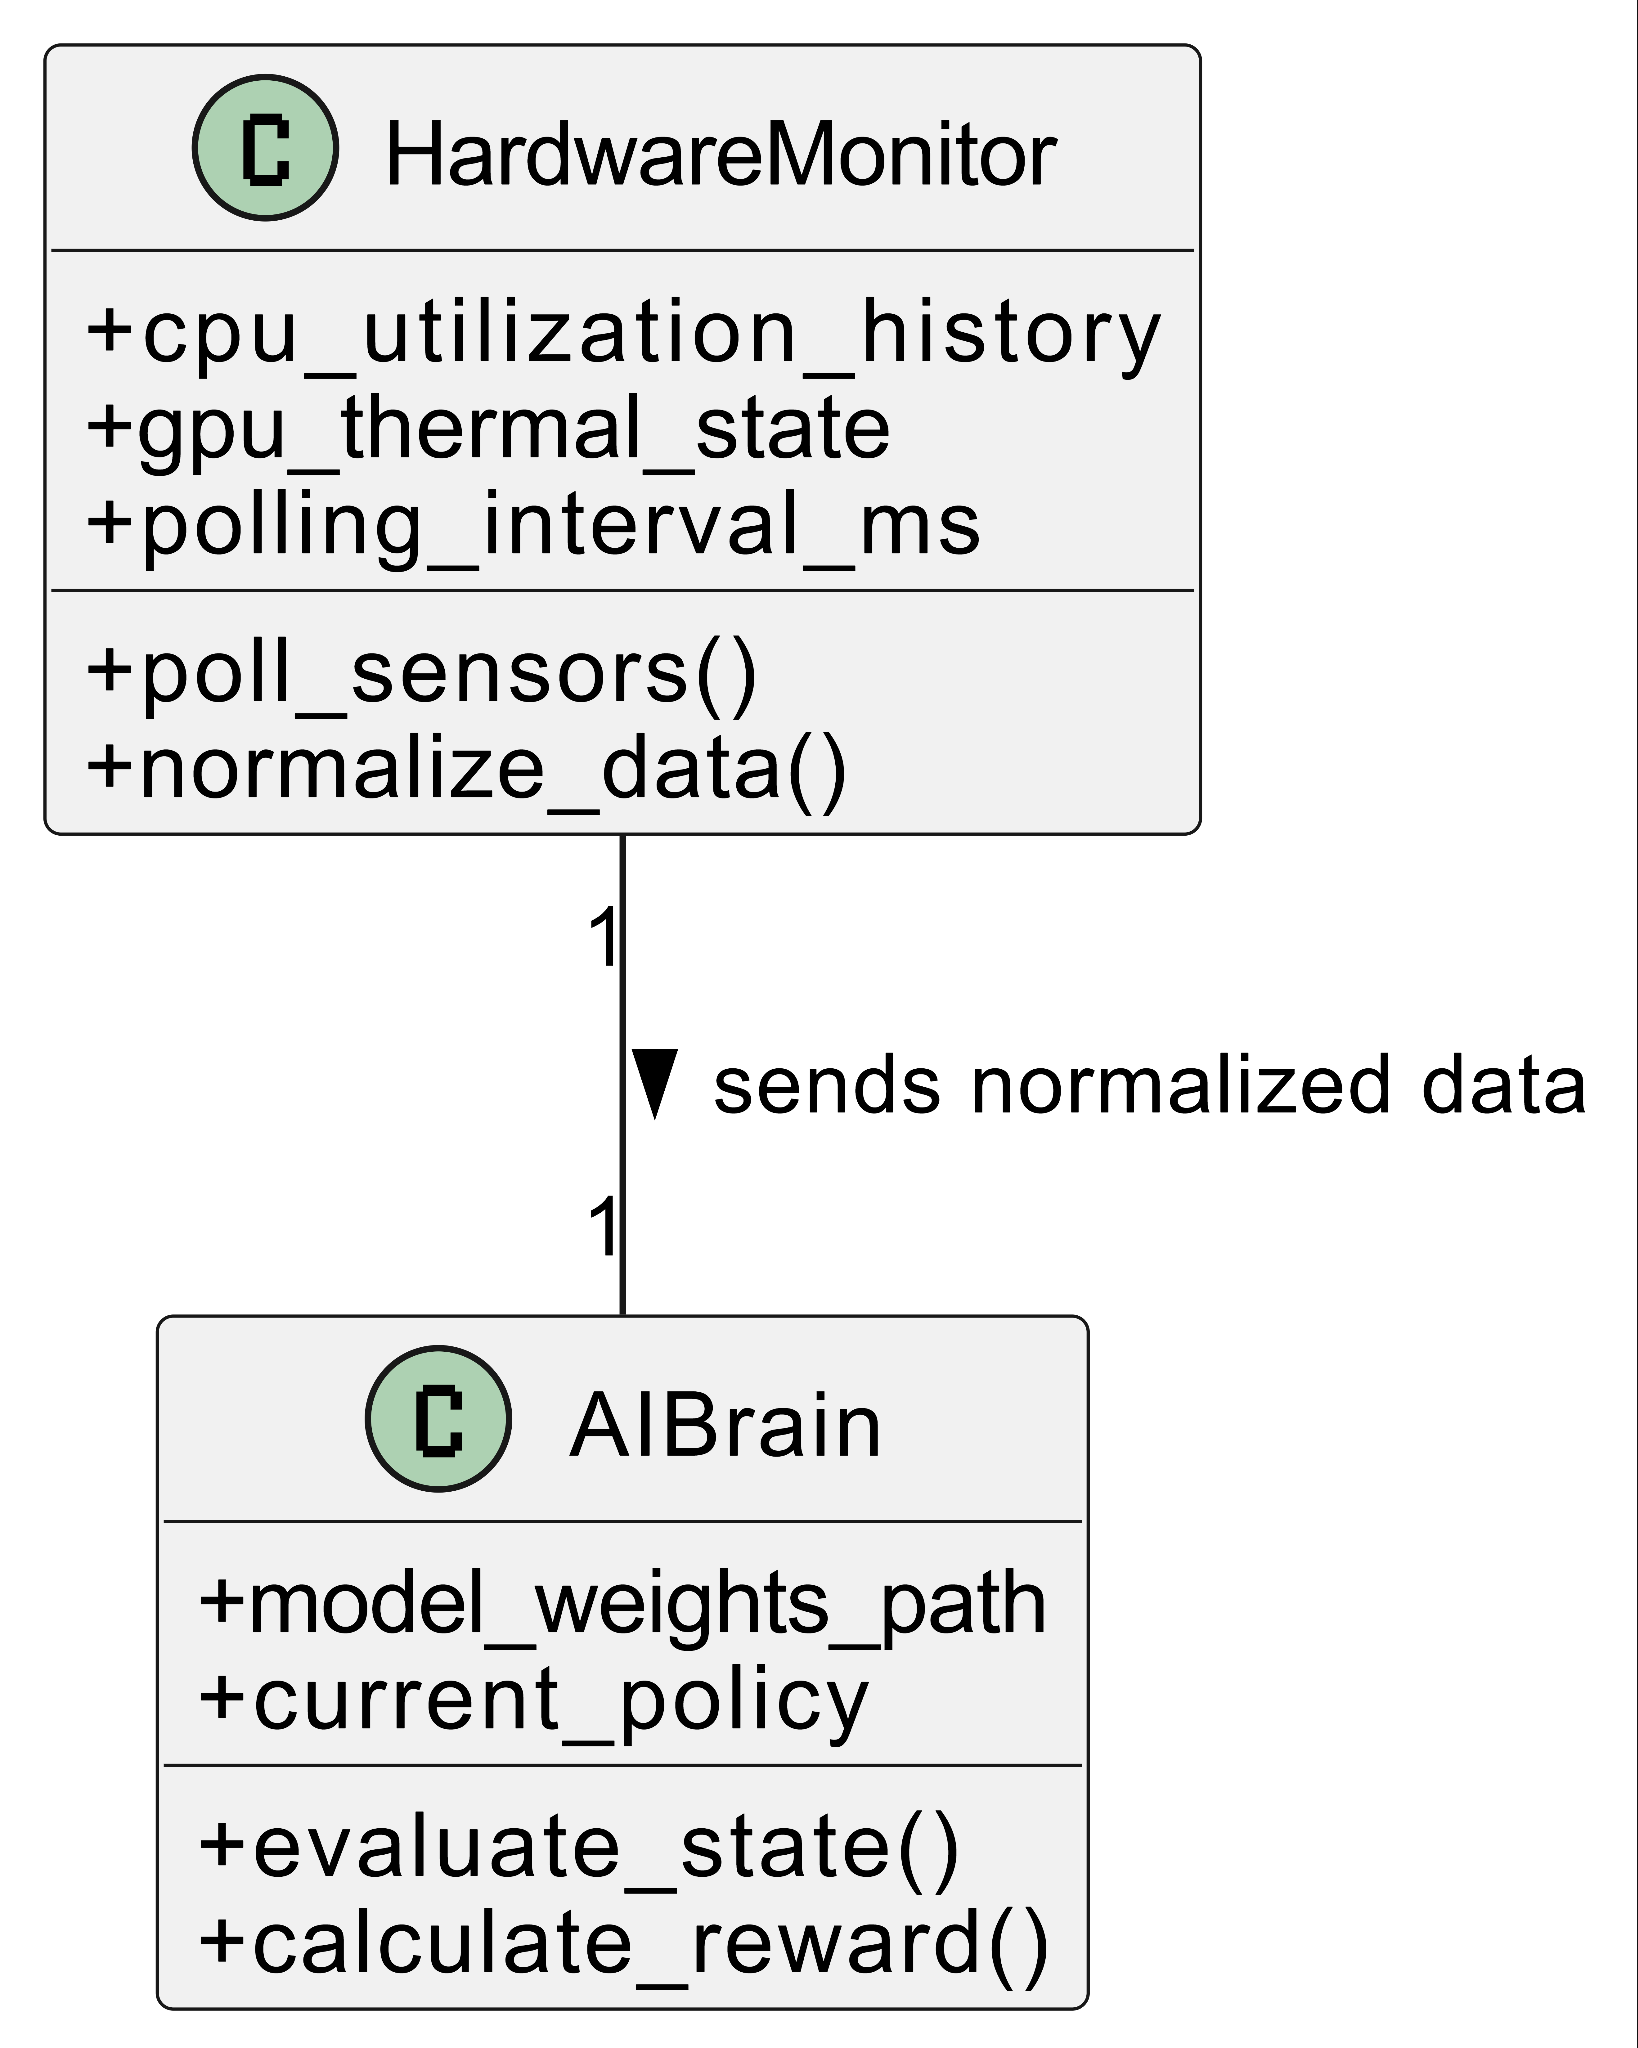 C HardwareMonitor
+cpu_utilization_history
+gpu_thermal_state
+polling_interval_ms
+poll_sensors()
+normalize_data()
1
sends normalized data
1
C AIBrain
+model_weights_path
+current_policy
+evaluate_state()
+calculate_reward()